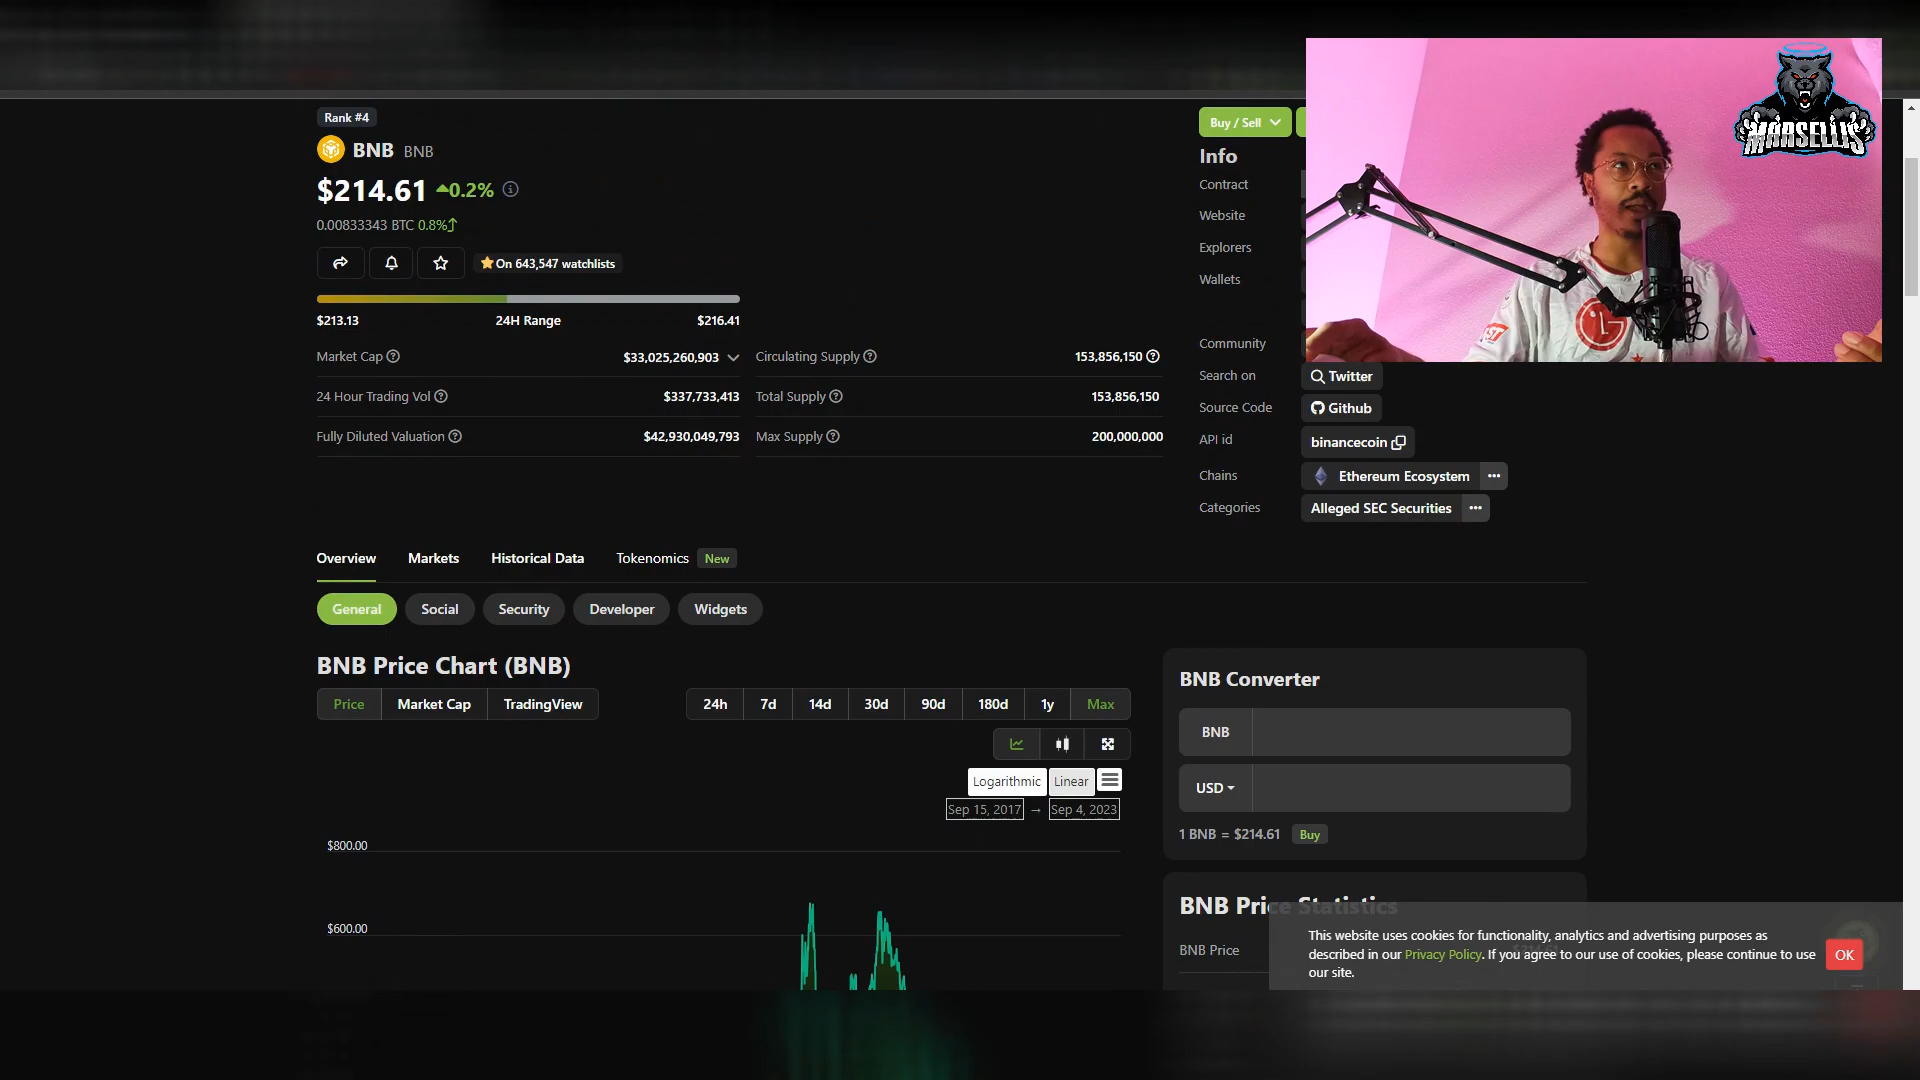 Rank #4
BNB BNB
$214.61 0.2%
0.00833343 BTC 0.8%
On 643,547 watchlists
$213.13 24H Range $216.41
Market Cap $33,025,260,903
24 Hour Trading Vol $337,733,413
Fully Diluted Valuation $42,930,049,793
Circulating Supply 153,856,150
Total Supply 153,856,150
Max Supply 200,000,000
Buy / Sell
Info
Contract
Website
Explorers
Wallets
Community
Search on Twitter
Source Code Github
API id binancecoin
Chains Ethereum Ecosystem
Categories Alleged SEC Securities
MARSELLIS
LG
Overview Markets Historical Data Tokenomics New
General Social Security Developer Widgets
BNB Price Chart (BNB)
Price Market Cap TradingView
24h 7d 14d 30d 90d 180d 1y Max
Logarithmic Linear
Sep 15, 2017 → Sep 4, 2023
$800.00
$600.00
BNB Converter
BNB
USD
1 BNB = $214.61 Buy
BNB Price Statistics
BNB Price $214.61
This website uses cookies for functionality, analytics and advertising purposes as
described in our Privacy Policy. If you agree to our use of cookies, please continue to use
our site.
OK